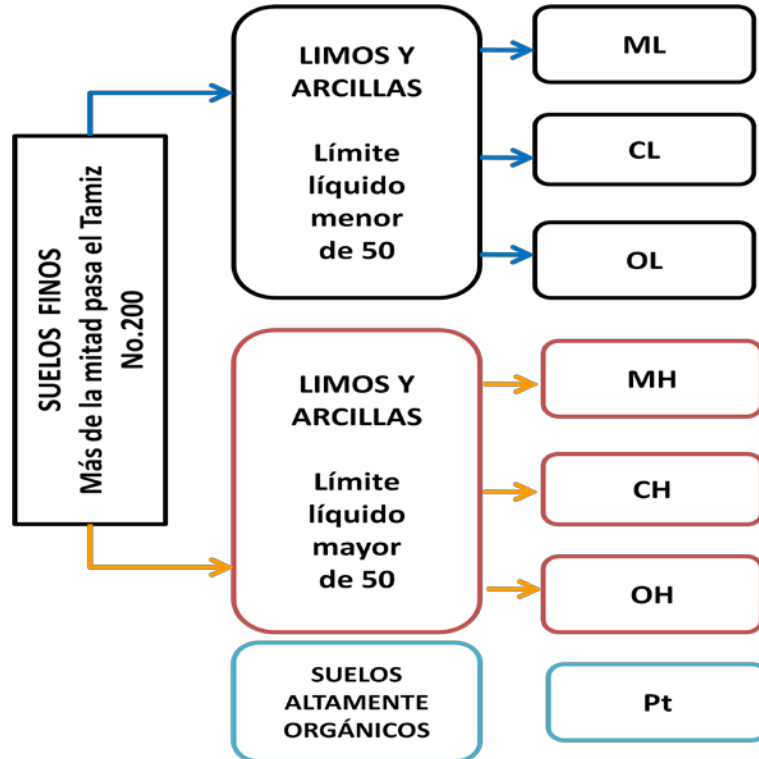 SUELOS FINOS
Más de la mitad pasa el Tamiz
No.200
LIMOS Y
ARCILLAS
Límite
líquido
menor
de 50
ML
CL
OL
LIMOS Y
ARCILLAS
Límite
líquido
mayor
de 50
MH
CH
OH
SUELOS
ALTAMENTE
ORGÁNICOS
Pt